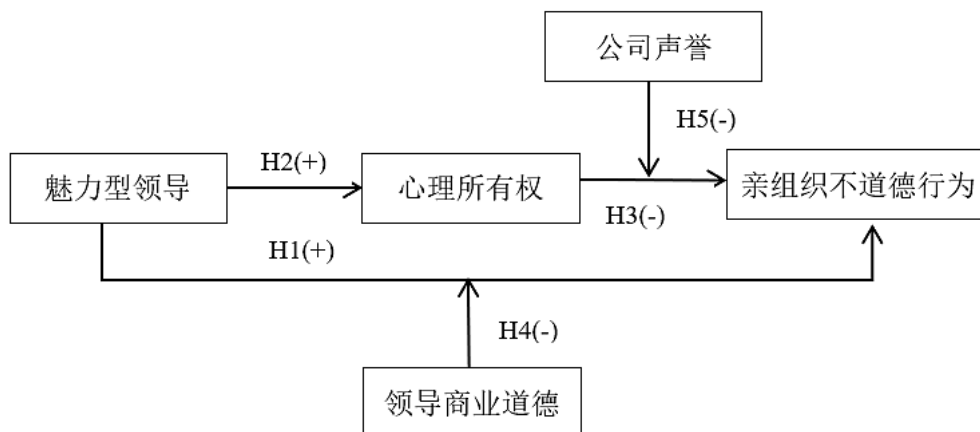 公司声誉
H5(-)
魅力型领导
H2(+)
心理所有权
H3(-)
亲组织不道德行为
H1(+)
H4(-)
领导商业道德